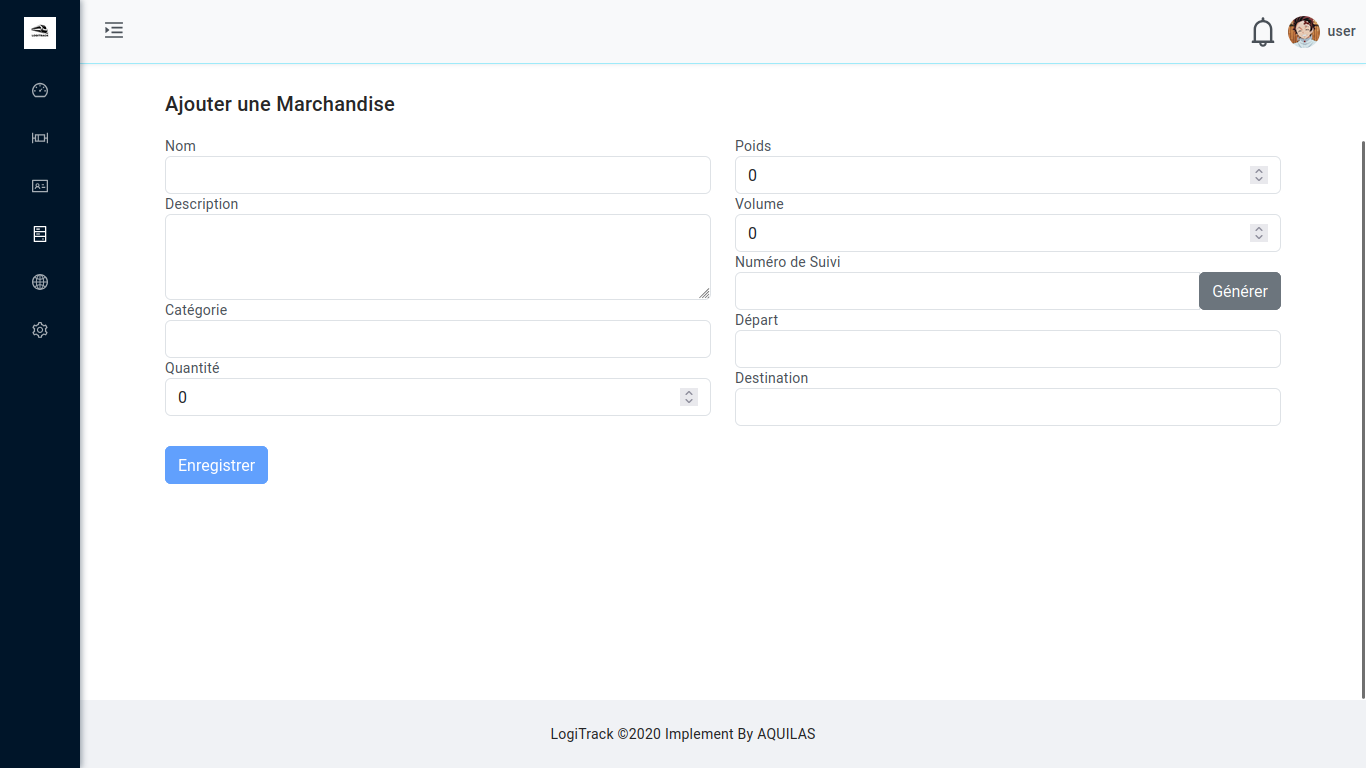 user
Ajouter une Marchandise
Nom
Description
Catégorie
Quantité
0
Poids
0
Volume
0
Numéro de Suivi
Générer
Départ
Destination
Enregistrer
LogiTrack ©2020 Implement By AQUILAS